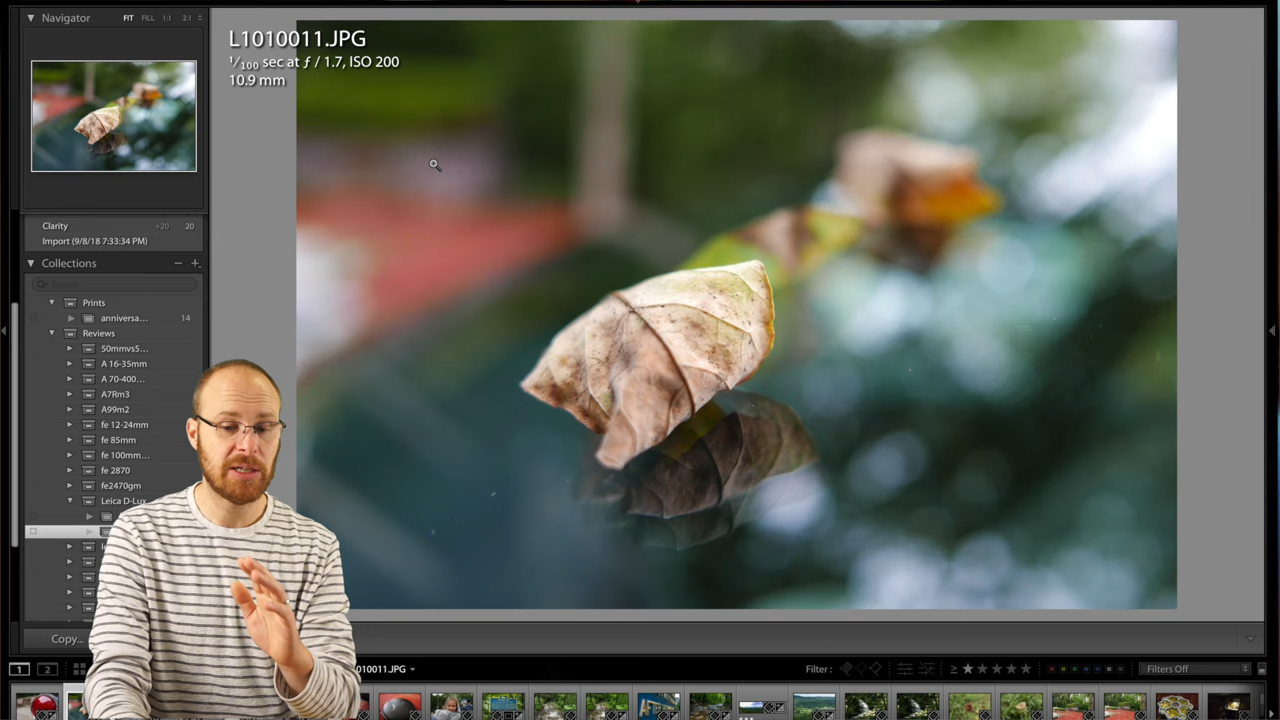 Navigator
FIT FILL 1:1 2:1
L1010011.JPG
1/100 sec at ƒ / 1.7, ISO 200
10.9 mm
Clarity +20 20
Import (9/8/18 7:33:34 PM)
Collections
Search
Prints
anniversa... 14
Reviews
50mmvs5...
A 16-35mm
A 70-400...
A7Rm3
A99m2
fe 12-24mm
fe 85mm
fe 100mm...
fe 2870
fe2470gm
Leica D-Lux
Copy...
1 2
010011.JPG
Filter :
≥
Filters Off